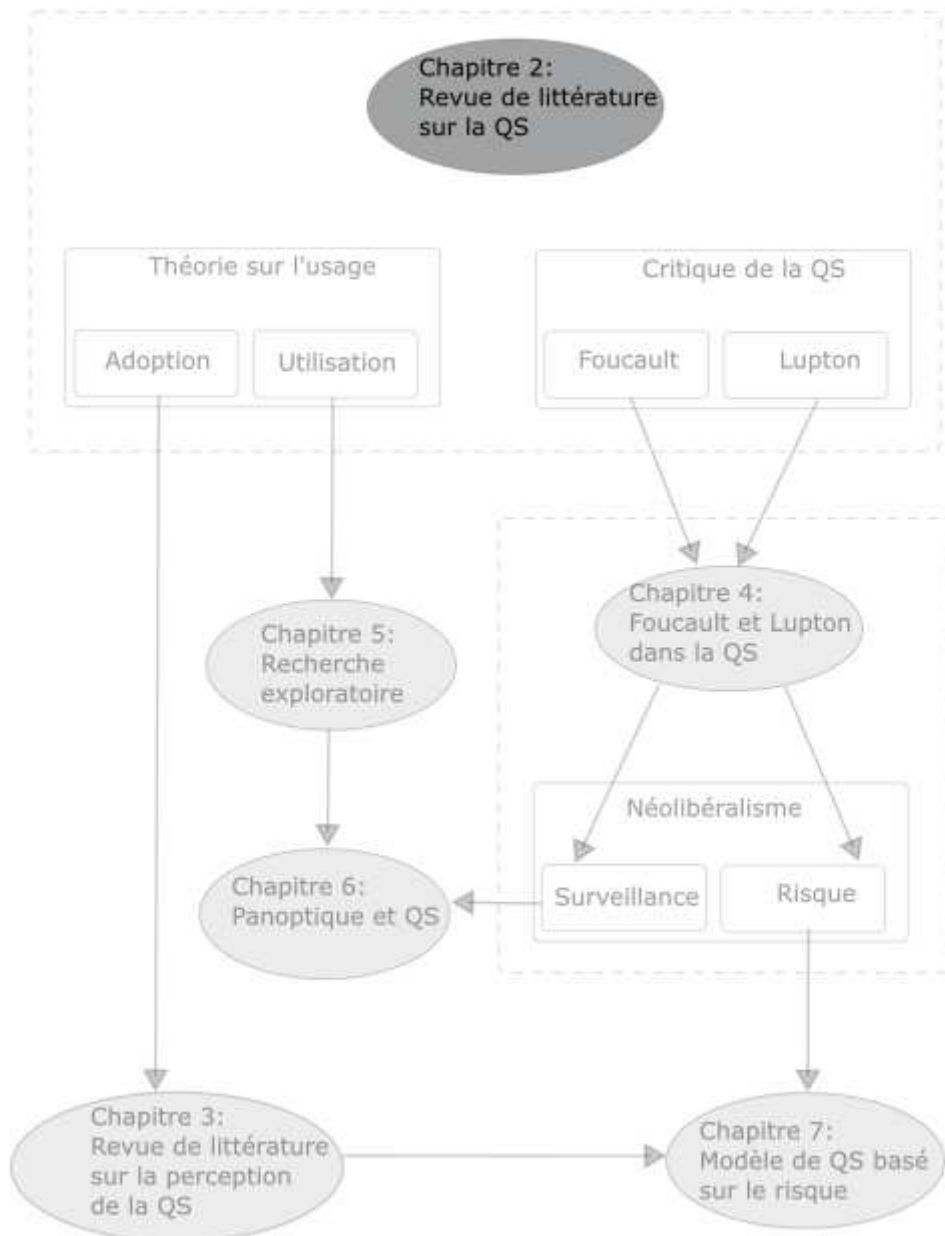 Chapitre 2:
Revue de littérature
sur la QS
Théorie sur l'usage
Adoption
Utilisation
Critique de la QS
Foucault
Lupton
Chapitre 4:
Foucault et Lupton
dans la QS
Chapitre 5:
Recherche
exploratoire
Néolibéralisme
Surveillance
Risque
Chapitre 6:
Panoptique et QS
Chapitre 3:
Revue de littérature
sur la perception
de la QS
Chapitre 7:
Modèle de QS basé
sur le risque